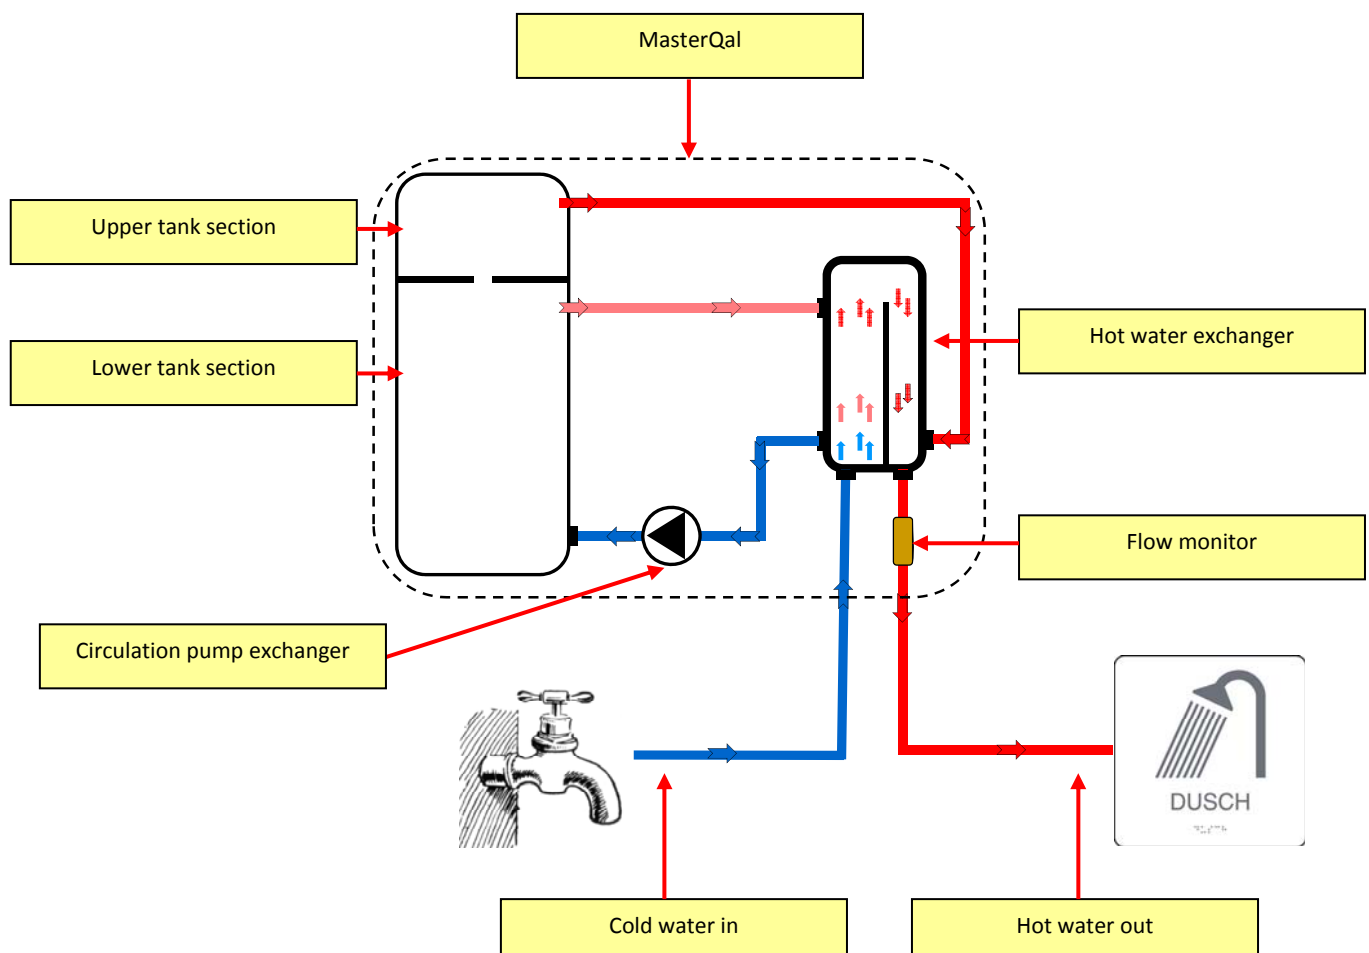 MasterQal
Upper tank section
Lower tank section
Hot water exchanger
Flow monitor
Circulation pump exchanger
DUSCH
Cold water in
Hot water out